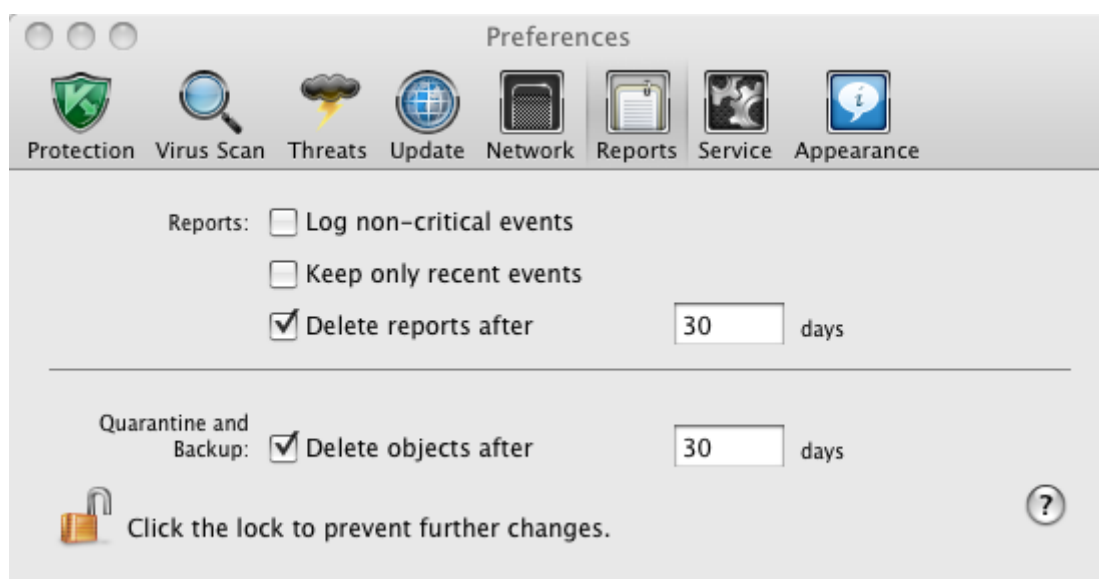 Preferences
Protection Virus Scan Threats Update Network Reports Service Appearance
Reports: Log non-critical events
Keep only recent events
Delete reports after 30 days
Quarantine and
Backup: Delete objects after 30 days
Click the lock to prevent further changes. ?